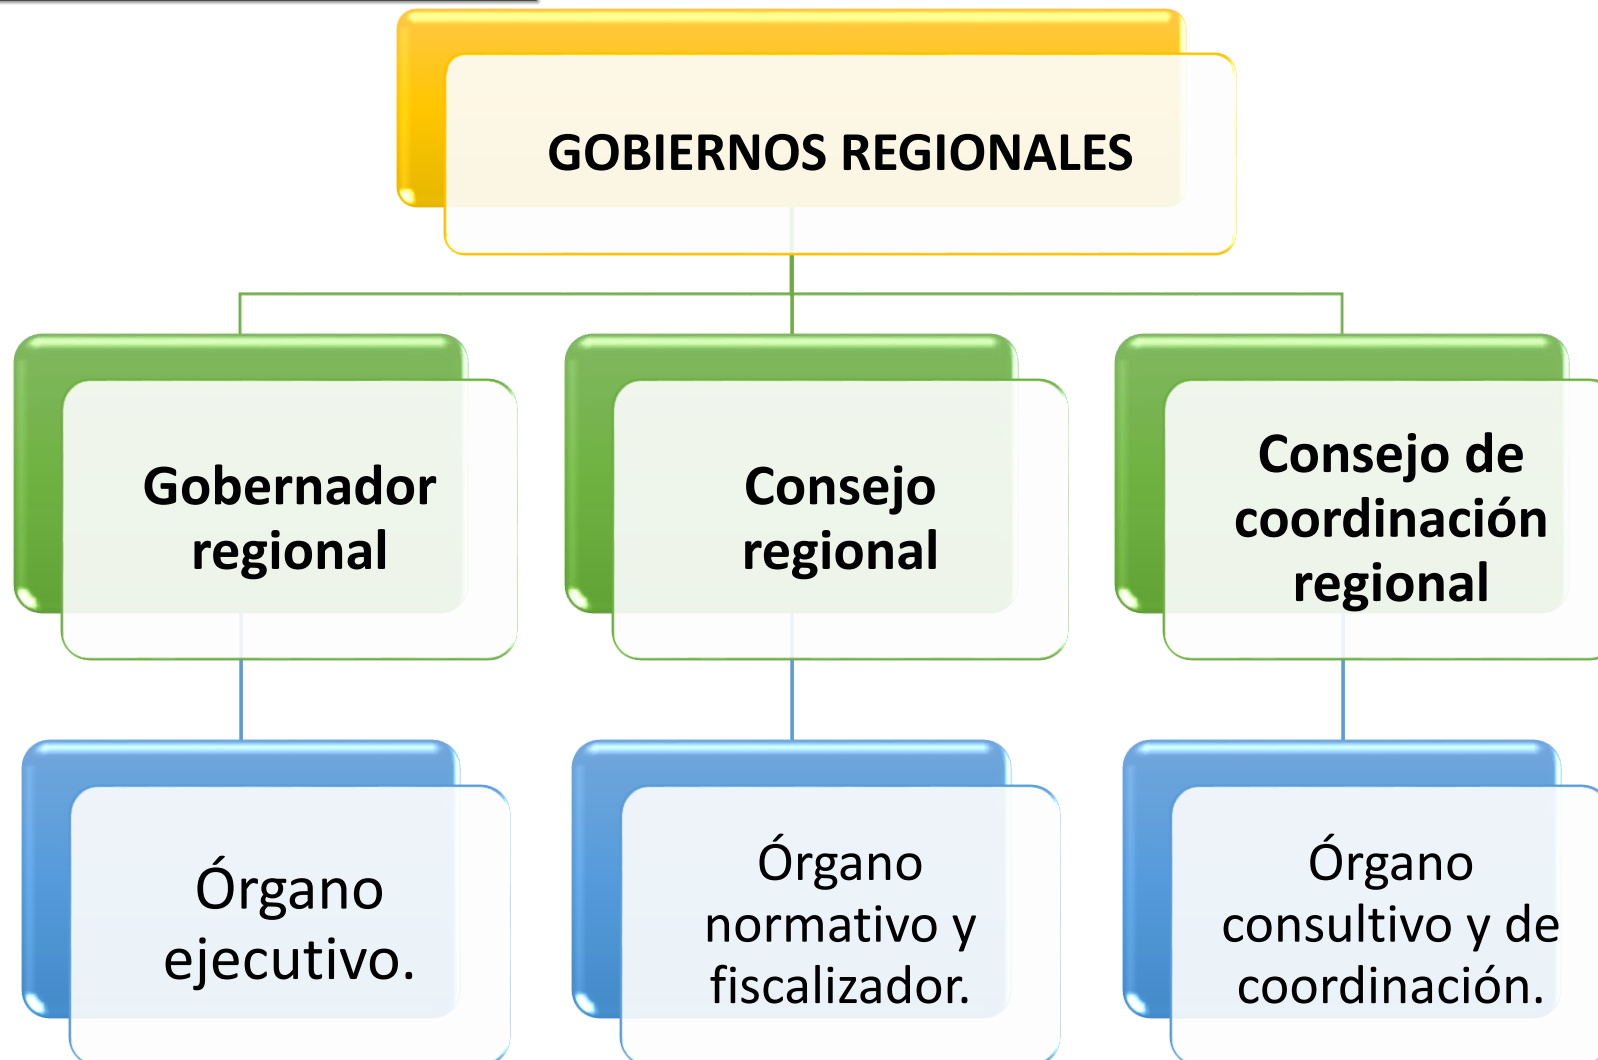 GOBIERNOS REGIONALES
Gobernador
regional
Consejo
regional
Consejo de
coordinación
regional
Órgano
ejecutivo.
Órgano
normativo y
fiscalizador.
Órgano
consultivo y de
coordinación.